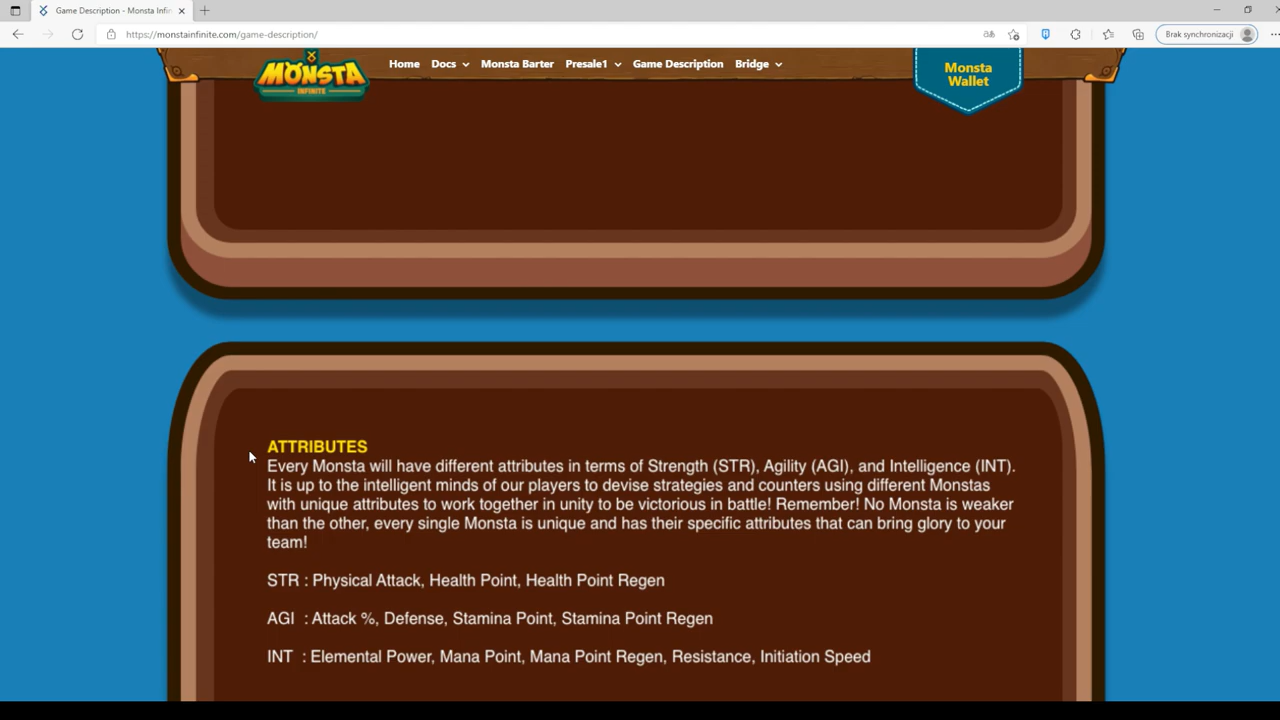 Game Description - Monsta Infin
https://monstainfinite.com/game-description/
Brak synchronizacji
MONSTA
INFINITE
Home Docs Monsta Barter Presale1 Game Description Bridge
Monsta
Wallet
ATTRIBUTES
Every Monsta will have different attributes in terms of Strength (STR), Agility (AGI), and Intelligence (INT).
It is up to the intelligent minds of our players to devise strategies and counters using different Monstas
with unique attributes to work together in unity to be victorious in battle! Remember! No Monsta is weaker
than the other, every single Monsta is unique and has their specific attributes that can bring glory to your
team!
STR : Physical Attack, Health Point, Health Point Regen
AGI : Attack %, Defense, Stamina Point, Stamina Point Regen
INT : Elemental Power, Mana Point, Mana Point Regen, Resistance, Initiation Speed